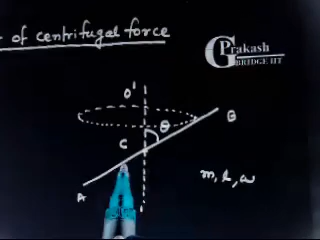 of centrifugal force
Prakash
BRIDGE IIT
O'
B
θ
C
m, l, ω
A